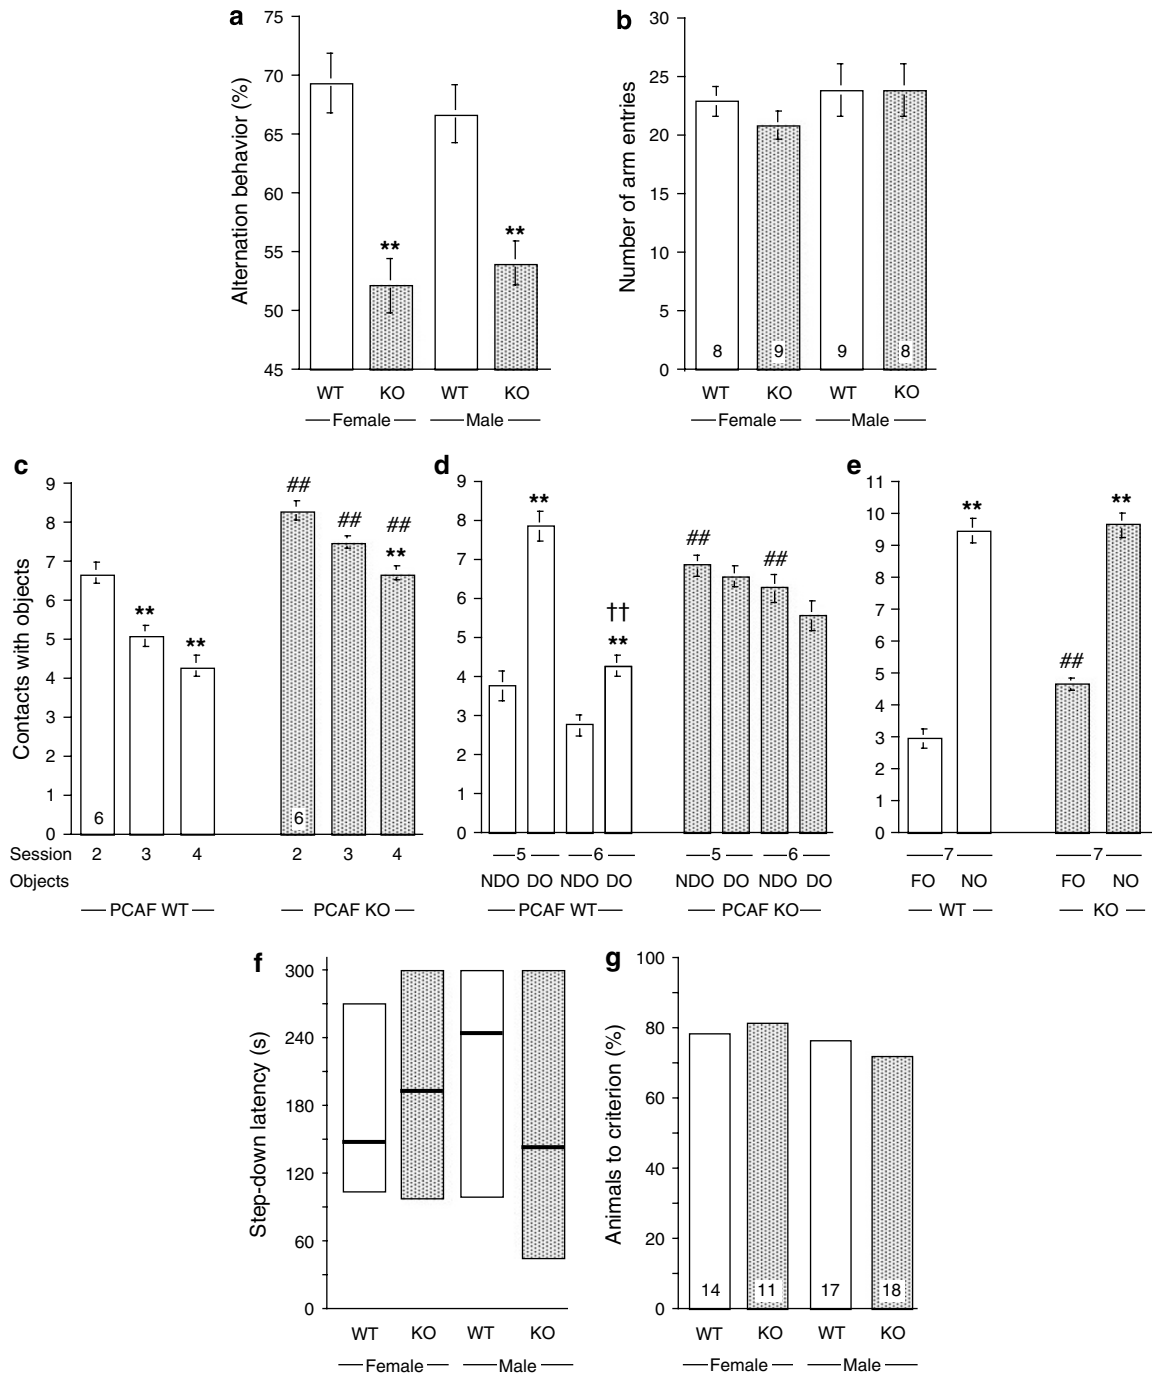 a
Alternation behavior (%)
75
70
65
60
55
50
45
**
**
WT KO WT KO
Female Male
b
Number of arm entries
30
25
20
15
10
5
0
8 9 9 8
WT KO WT KO
Female Male
c
Contacts with objects
9
8
7
6
5
4
3
2
1
0
**
**
##
##
##
**
6 6
Session 2 3 4 2 3 4
Objects
PCAF WT PCAF KO
d
9
8
7
6
5
4
3
2
1
0
**
††
**
##
##
5 6 5 6
NDO DO NDO DO NDO DO NDO DO
PCAF WT PCAF KO
e
11
10
9
8
7
6
5
4
3
2
1
0
**
##
**
7 7
FO NO FO NO
WT KO
f
Step-down latency (s)
300
240
180
120
60
0
WT KO WT KO
Female Male
g
Animals to criterion (%)
100
80
60
40
20
0
14 11 17 18
WT KO WT KO
Female Male